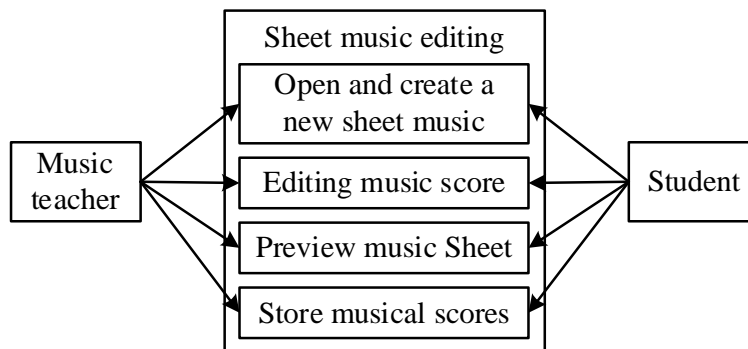 Sheet music editing
Open and create a
new sheet music
Music
teacher
Editing music score
Student
Preview music Sheet
Store musical scores